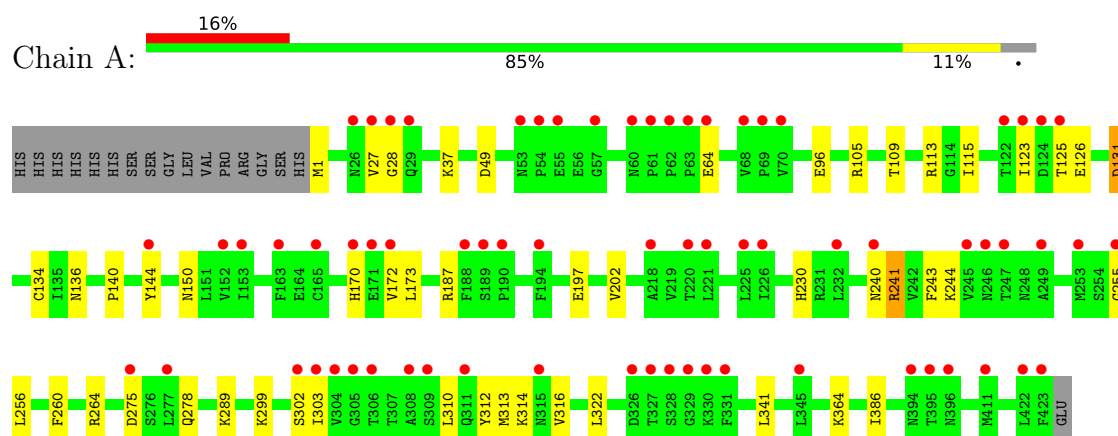 16%
Chain A:
85% 11% •
HIS HIS HIS HIS HIS HIS SER SER GLY LEU VAL PRO ARG GLY SER HIS M1 N26 V27 G28 Q29 K37 D49 N53 P54 E55 E56 G57 N60 P61 P62 P63 E64 V68 P69 V70 E96 R105 T109 R113 G114 I115 T122 I123 D124 T125 E126 D131
C134 I135 N136 P140 Y144 N150 L151 V152 I153 F163 E164 C165 H170 E171 V172 L173 R187 F188 S189 P190 F194 E197 V202 A218 V219 T220 L221 L225 I226 H230 R231 L232 N240 R241 V242 F243 K244 V245 N246 T247 N248 A249 M253 S254
L256 F260 R264 D275 S276 L277 Q278 K289 K299 S302 I303 V304 G305 T306 T307 A308 S309 L310 Q311 Y312 M313 K314 N315 V316 L322 D326 T327 S328 G329 K330 F331 L341 L345 K364 I386 N394 T395 N396 M411 L422 F423 GLU